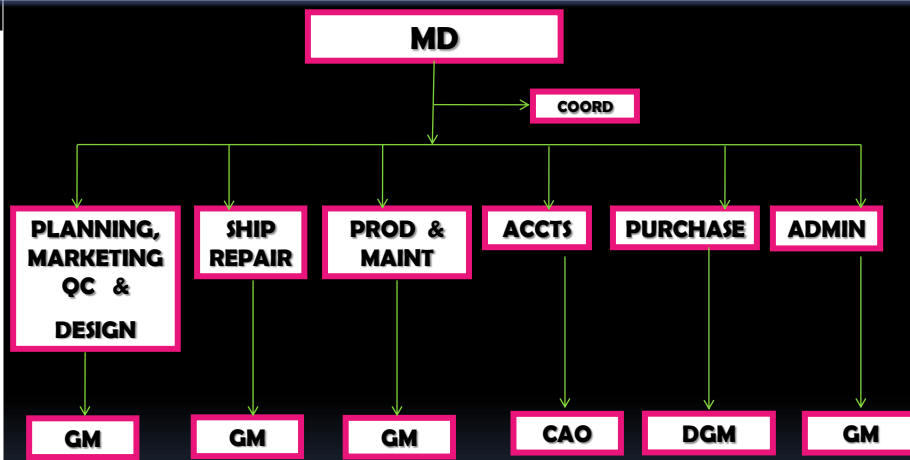 MD
COORD
PLANNING,
MARKETING
QC &
DESIGN
SHIP
REPAIR
PROD &
MAINT
ACCTS
PURCHASE
ADMIN
GM
GM
GM
CAO
DGM
GM